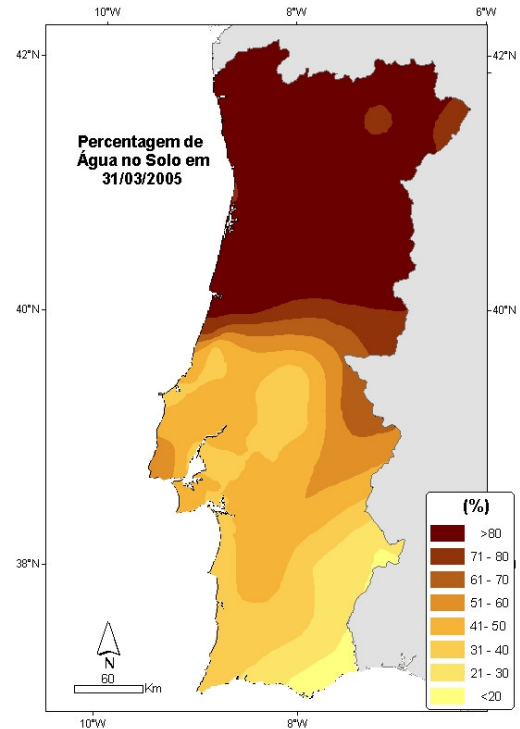 10°W 8°W 6°W
42°N 42°N
Percentagem de
Água no Solo em
31/03/2005
40°N 40°N
(%)
>80
71 - 80
61 - 70
51 - 60
38°N
41 - 50
31 - 40
21 - 30
<20
N
60
Km
10°W 8°W